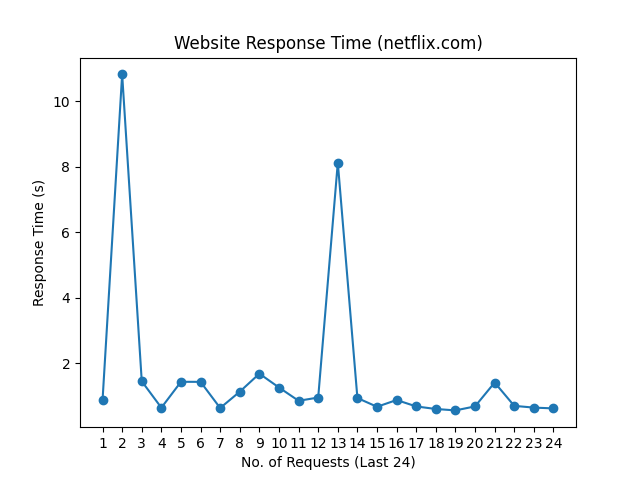 Website Response Time (netflix.com)
Response Time (s)
10
8
6
4
2
1 2 3 4 5 6 7 8 9 10 11 12 13 14 15 16 17 18 19 20 21 22 23 24
No. of Requests (Last 24)